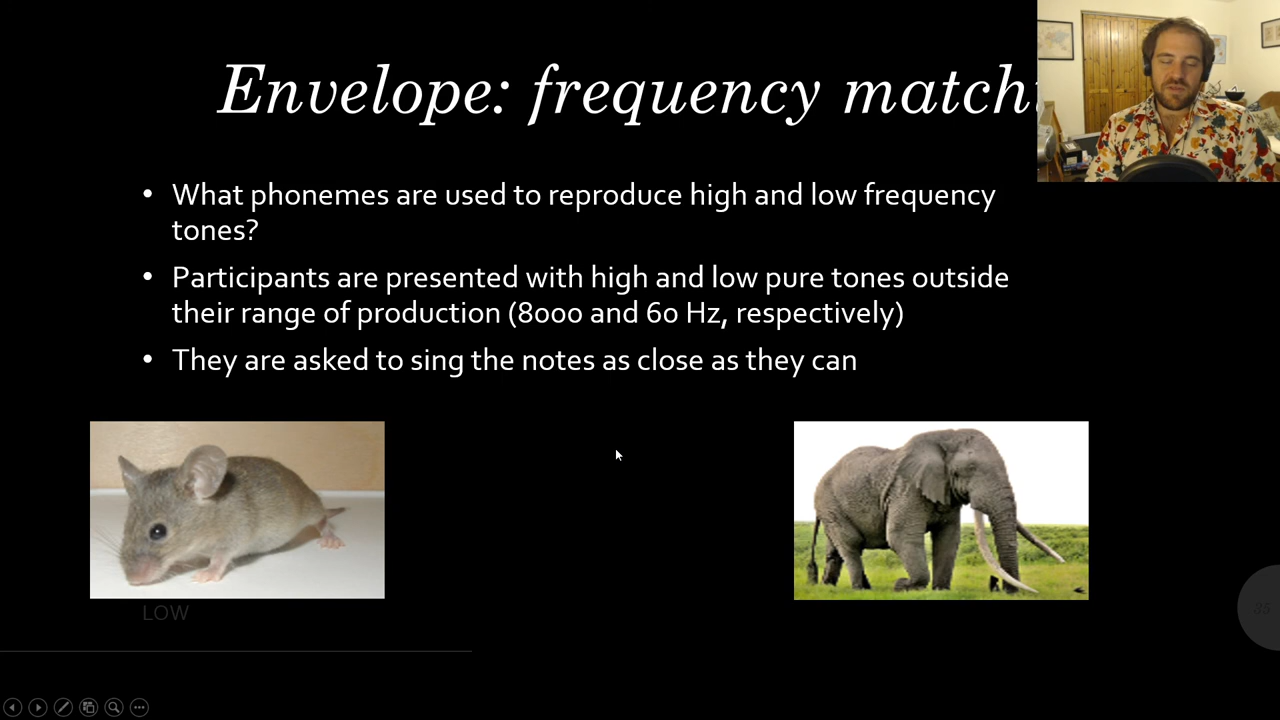 Envelope: frequency match
• What phonemes are used to reproduce high and low frequency
tones?
• Participants are presented with high and low pure tones outside
their range of production (8000 and 60 Hz, respectively)
• They are asked to sing the notes as close as they can
LOW
35